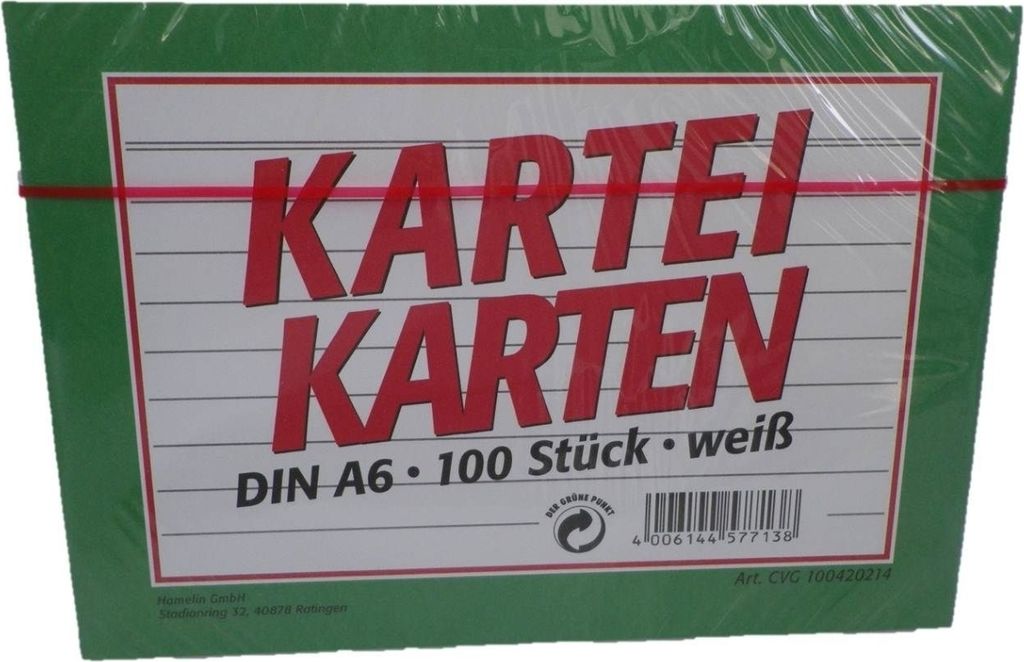 KARTEI
KARTEN
DIN A6 • 100 Stück • weiß
DER GRÜNE PUNKT
4 006144 577138
Art. CVG 100420214
Hamelin GmbH
Stadionring 32, 40878 Ratingen